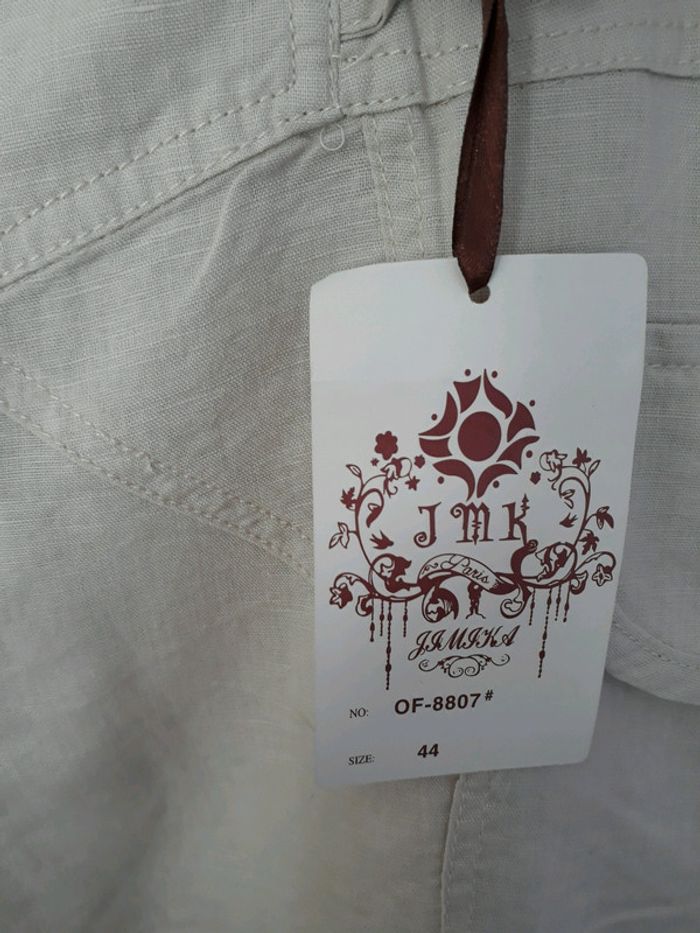 JMK
Paris
JIMIKA
NO: OF-8807#
SIZE: 44